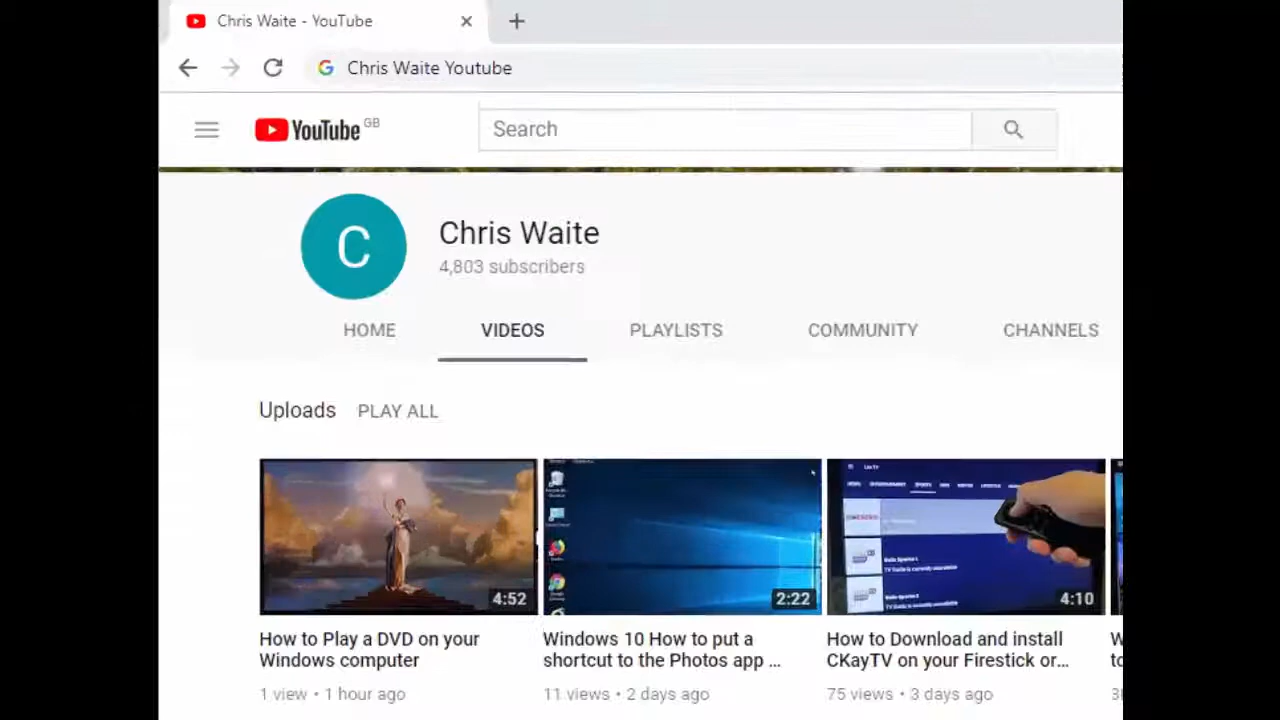 Chris Waite - YouTube
Chris Waite Youtube
YouTube GB
Search
C
Chris Waite
4,803 subscribers
HOME VIDEOS PLAYLISTS COMMUNITY CHANNELS
Uploads PLAY ALL
4:52 2:22 4:10
How to Play a DVD on your
Windows computer
1 view • 1 hour ago
Windows 10 How to put a
shortcut to the Photos app ...
11 views • 2 days ago
How to Download and install
CKayTV on your Firestick or...
75 views • 3 days ago